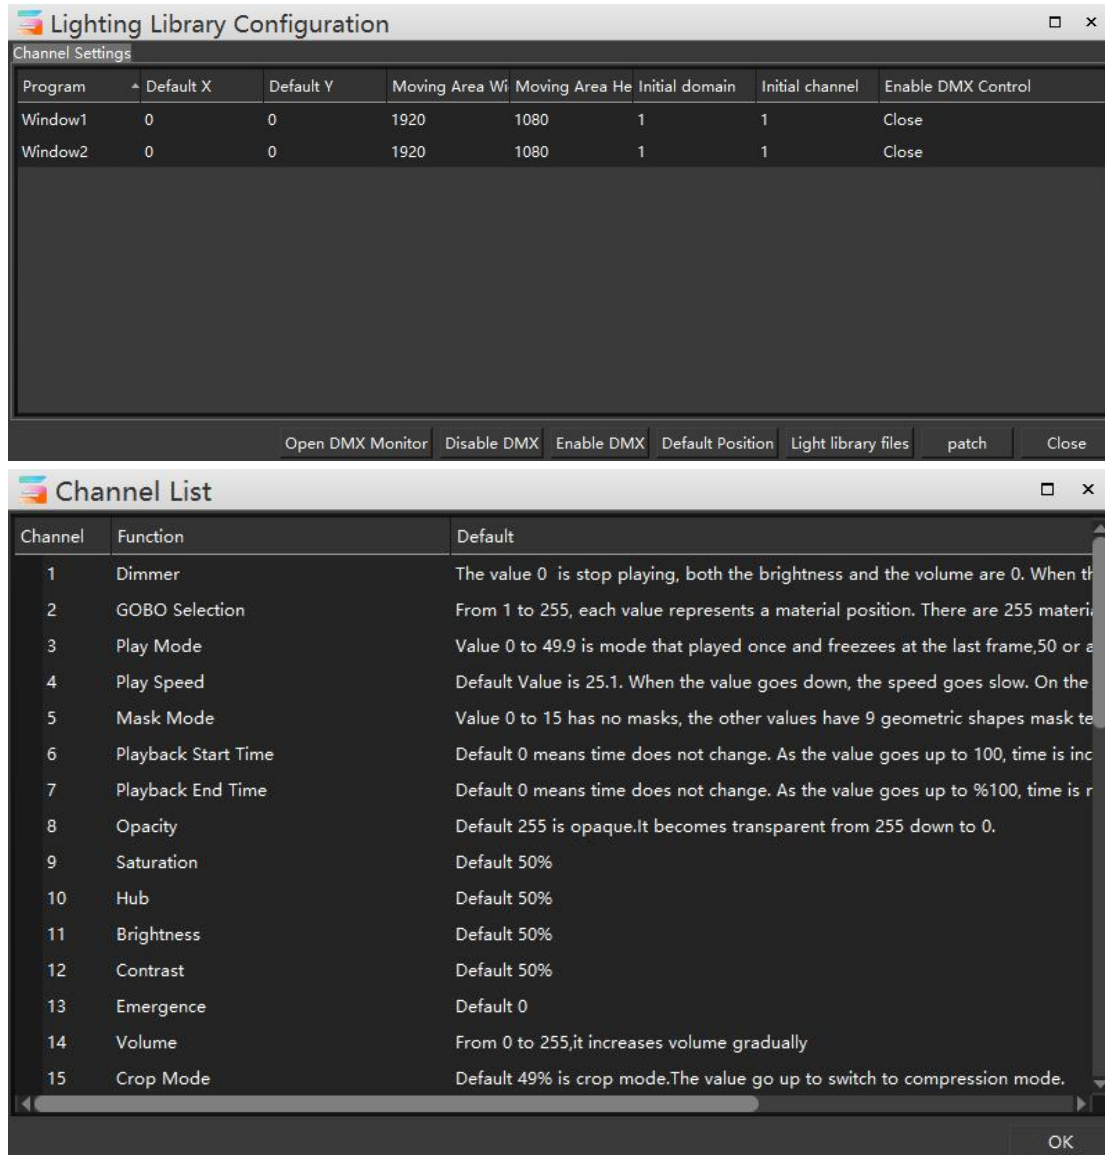 Lighting Library Configuration
Channel Settings
Program Default X Default Y Moving Area Wi Moving Area He Initial domain Initial channel Enable DMX Control
Window1 0 0 1920 1080 1 1 Close
Window2 0 0 1920 1080 1 1 Close
Open DMX Monitor Disable DMX Enable DMX Default Position Light library files patch Close
Channel List
Channel Function Default
1 Dimmer The value 0 is stop playing, both the brightness and the volume are 0. When th
2 GOBO Selection From 1 to 255, each value represents a material position. There are 255 materi
3 Play Mode Value 0 to 49.9 is mode that played once and freezees at the last frame,50 or a
4 Play Speed Default Value is 25.1. When the value goes down, the speed goes slow. On the
5 Mask Mode Value 0 to 15 has no masks, the other values have 9 geometric shapes mask te
6 Playback Start Time Default 0 means time does not change. As the value goes up to 100, time is inc
7 Playback End Time Default 0 means time does not change. As the value goes up to %100, time is r
8 Opacity Default 255 is opaque.It becomes transparent from 255 down to 0.
9 Saturation Default 50%
10 Hub Default 50%
11 Brightness Default 50%
12 Contrast Default 50%
13 Emergence Default 0
14 Volume From 0 to 255,it increases volume gradually
15 Crop Mode Default 49% is crop mode.The value go up to switch to compression mode.
OK